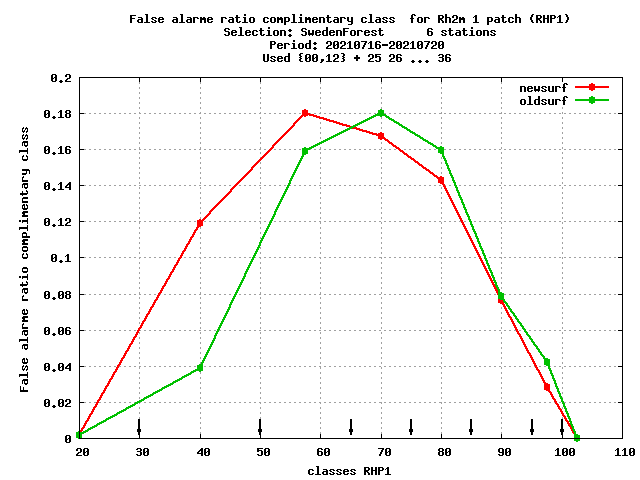 False alarme ratio complimentary class  for Rh2m 1 patch (RHP1)
Selection: SwedenForest      6 stations
Period: 20210716-20210720
Used {00,12} + 25 26 ... 36
newsurf
oldsurf
False alarme ratio complimentary class
0.2
0.18
0.16
0.14
0.12
0.1
0.08
0.06
0.04
0.02
0
20 30 40 50 60 70 80 90 100 110
classes RHP1